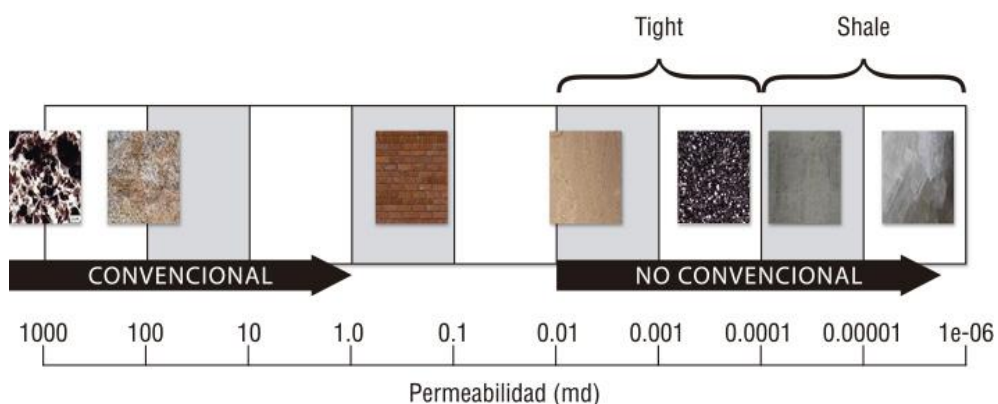 Tight Shale
CONVENCIONAL NO CONVENCIONAL
1000 100 10 1.0 0.1 0.01 0.001 0.0001 0.00001 1e-06
Permeabilidad (md)